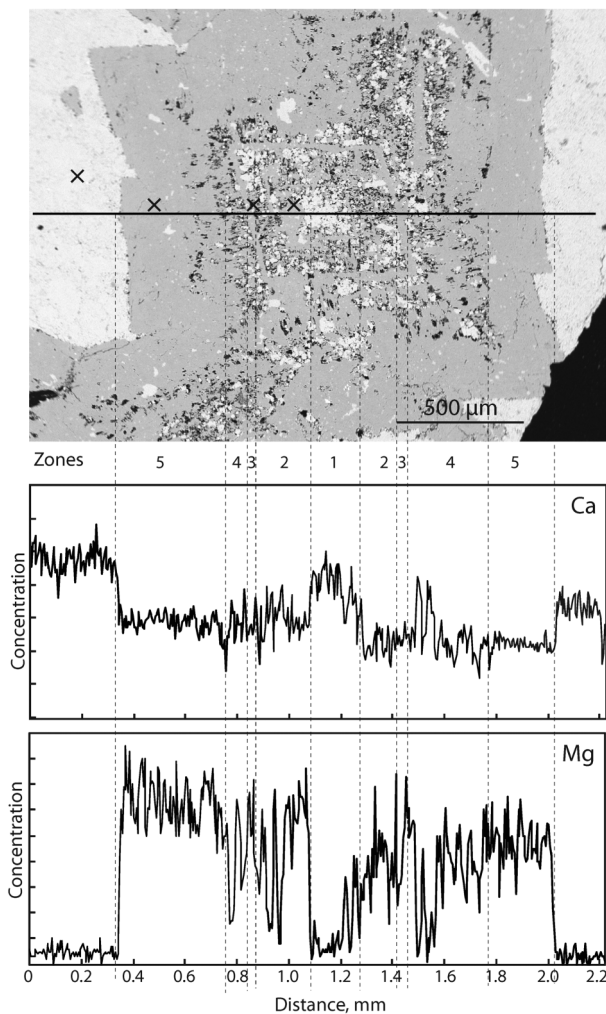 500 μm
Zones 5 4 3 2 1 2 3 4 5
Ca
Concentration
Mg
Concentration
0 0.2 0.4 0.6 0.8 1.0 1.2 1.4 1.6 1.8 2.0 2.2
Distance, mm